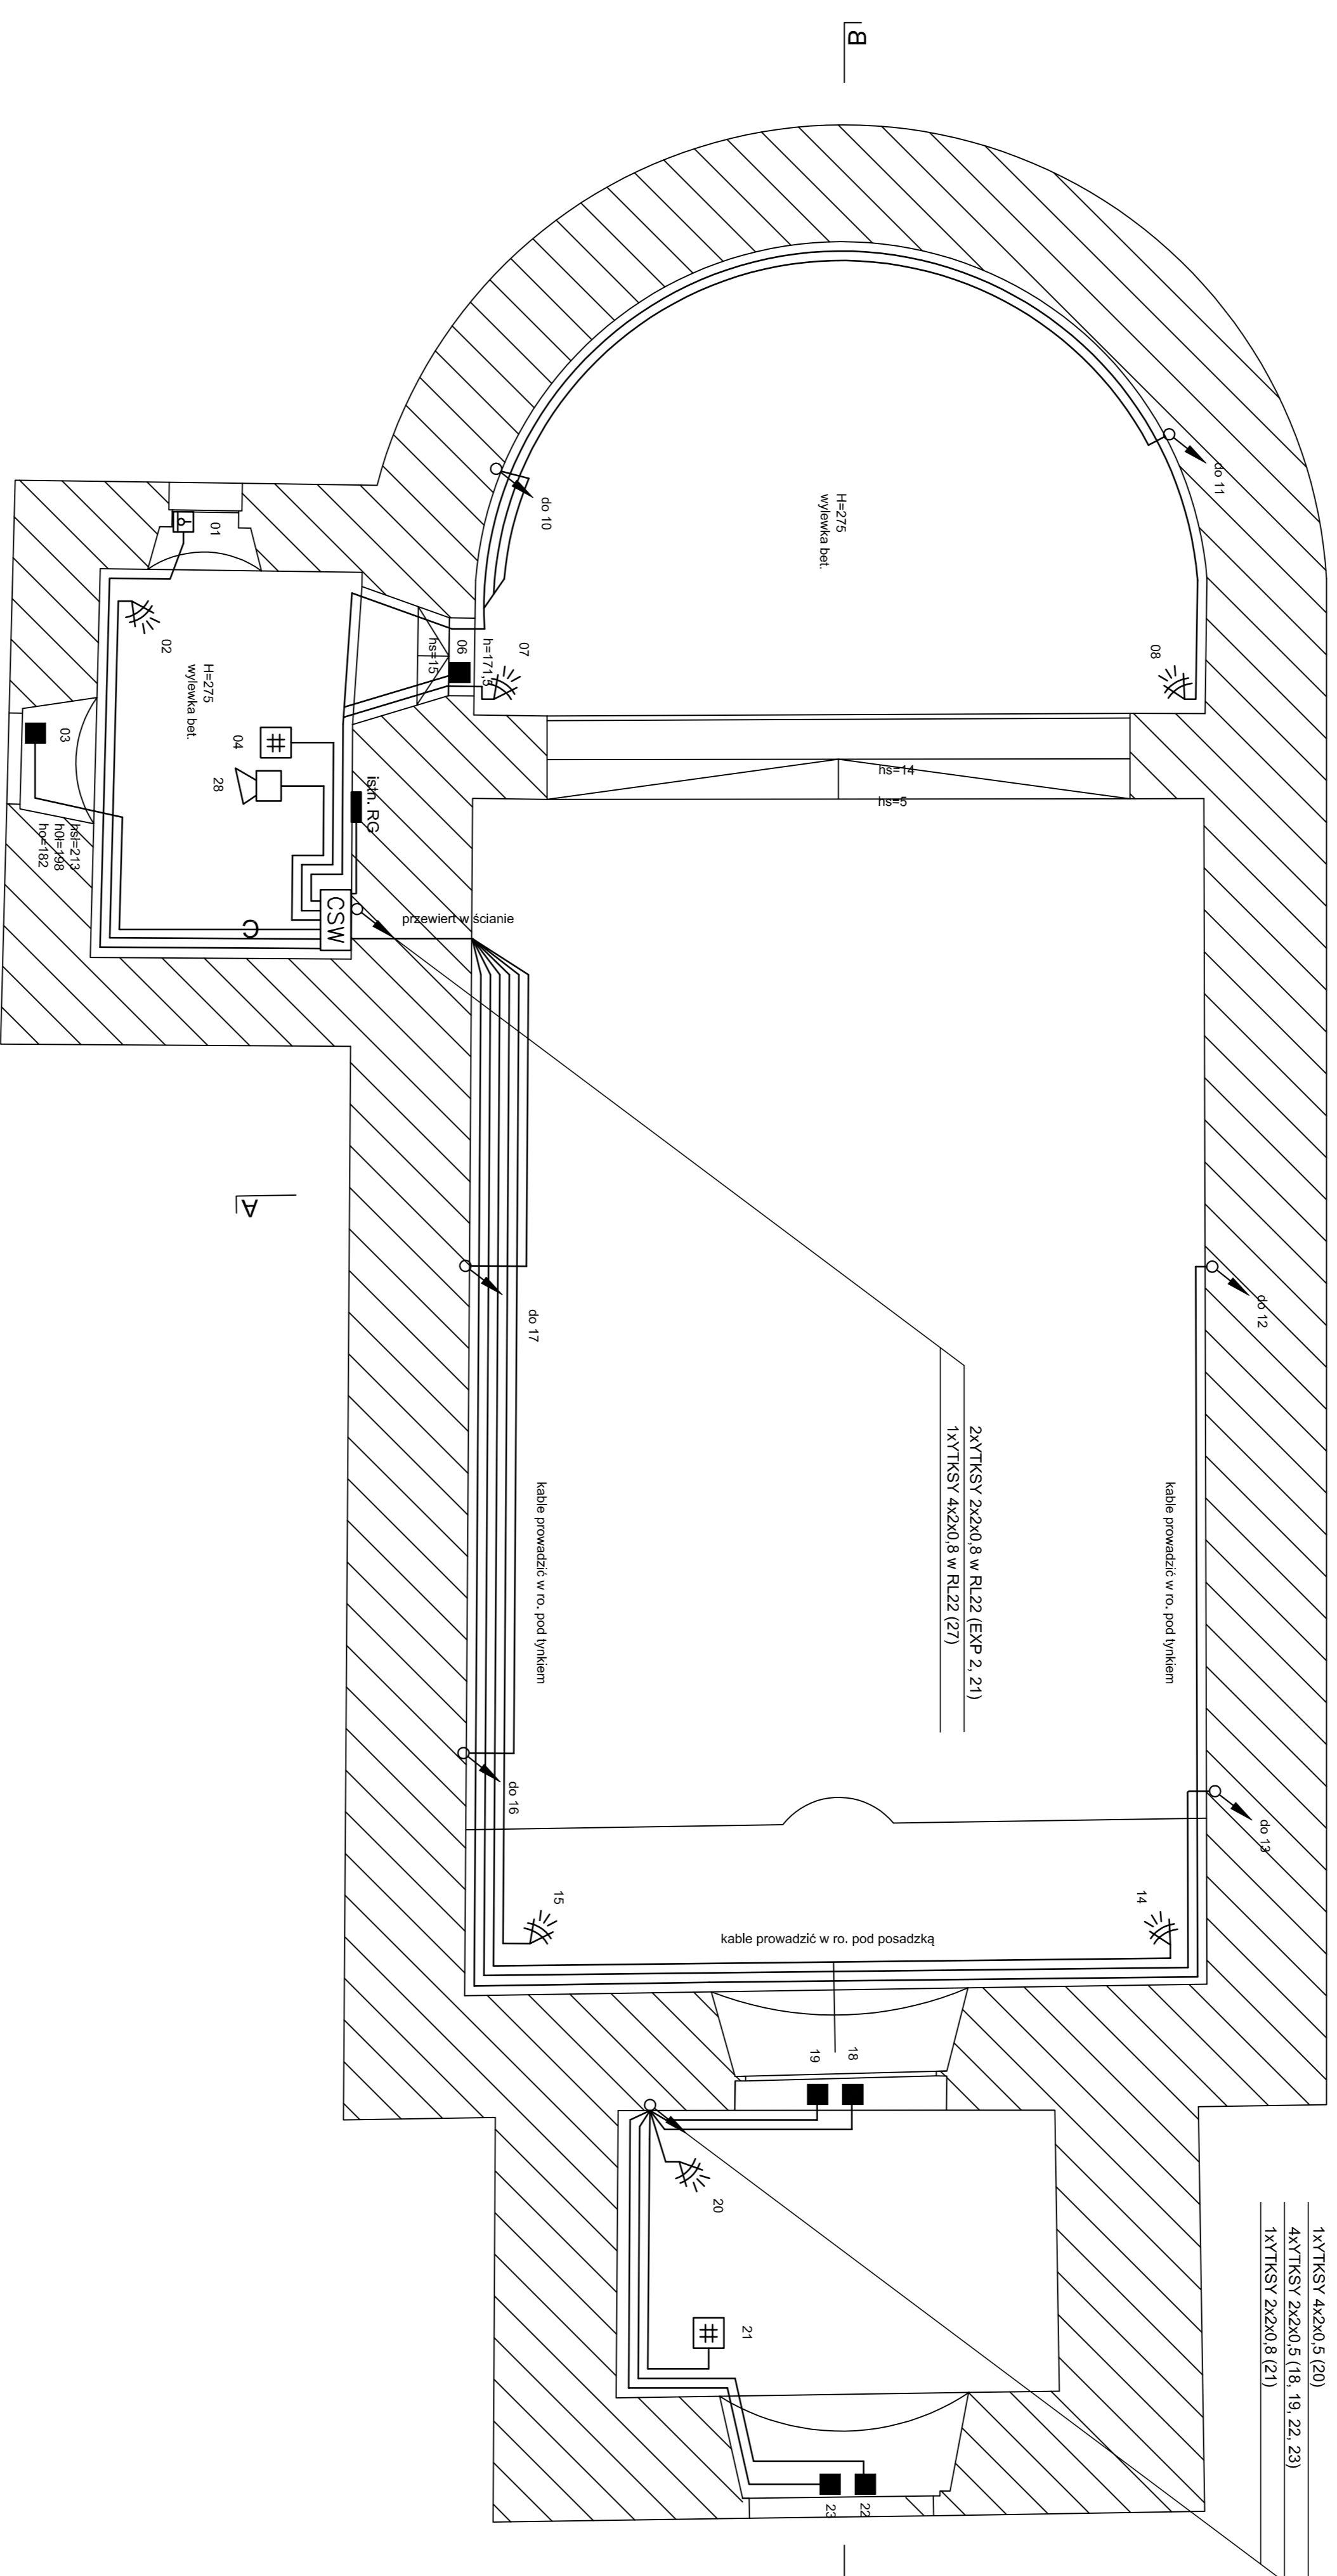 B
do 11
H=275
wylewka bet.
do 10
01
02
H=275
wylewka bet.
hs=15
06
h=171,5
07
08
03
04
28
istn. RG
hs=14
hs=5
hsl=213
h0l=198
ho=182
C
CSW
przewiert w ścianie
A
do 17
do 12
2xYTKSY 2x2x0,8 w RL22 (EXP 2, 21)
1xYTKSY 4x2x0,8 w RL22 (27)
kable prowadzić w ro. pod tynkiem
kable prowadzić w ro. pod tynkiem
do 16
do 13
15
14
kable prowadzić w ro. pod posadzką
19
18
20
21
1xYTKSY 4x2x0,5 (20)
4xYTKSY 2x2x0,5 (18, 19, 22, 23)
1xYTKSY 2x2x0,8 (21)
23
22